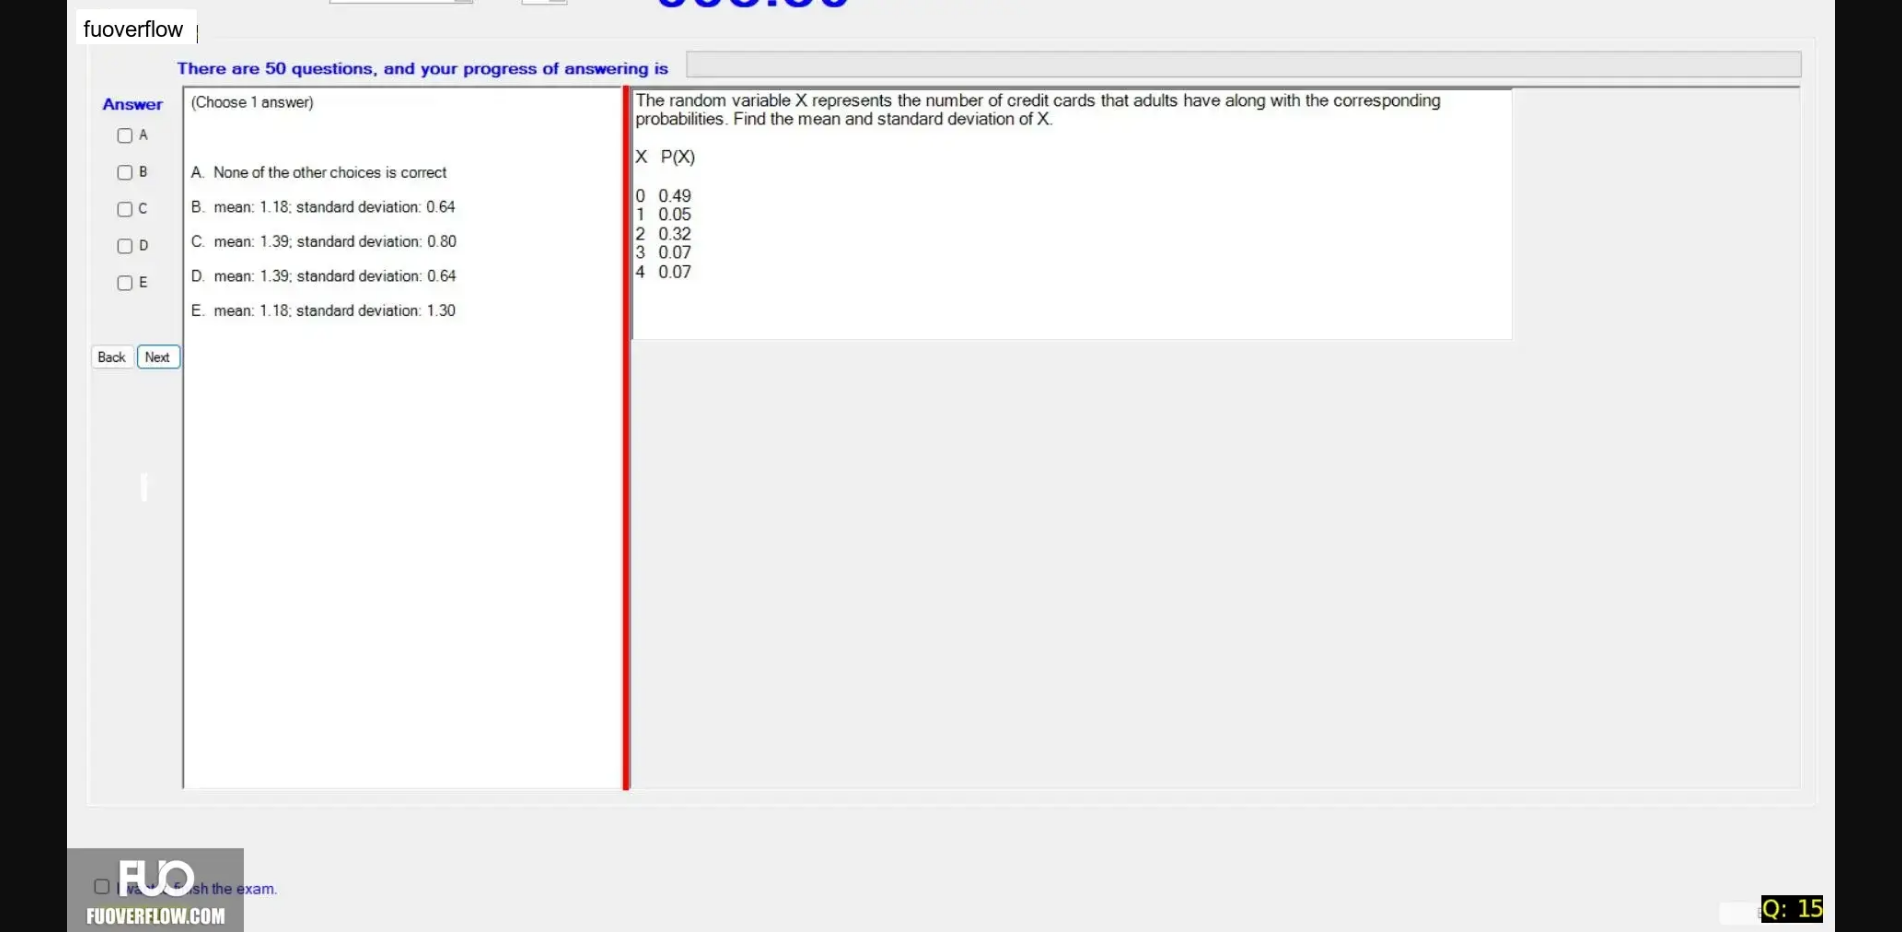 fuoverflow
There are 50 questions, and your progress of answering is
Answer
A
B
C
D
E
Back Next
(Choose 1 answer)
A. None of the other choices is correct
B. mean: 1.18; standard deviation: 0.64
C. mean: 1.39; standard deviation: 0.80
D. mean: 1.39; standard deviation: 0.64
E. mean: 1.18; standard deviation: 1.30
The random variable X represents the number of credit cards that adults have along with the corresponding
probabilities. Find the mean and standard deviation of X.
X P(X)
0 0.49
1 0.05
2 0.32
3 0.07
4 0.07
FUO
the exam.
FUOVERFLOW.COM
Q: 15